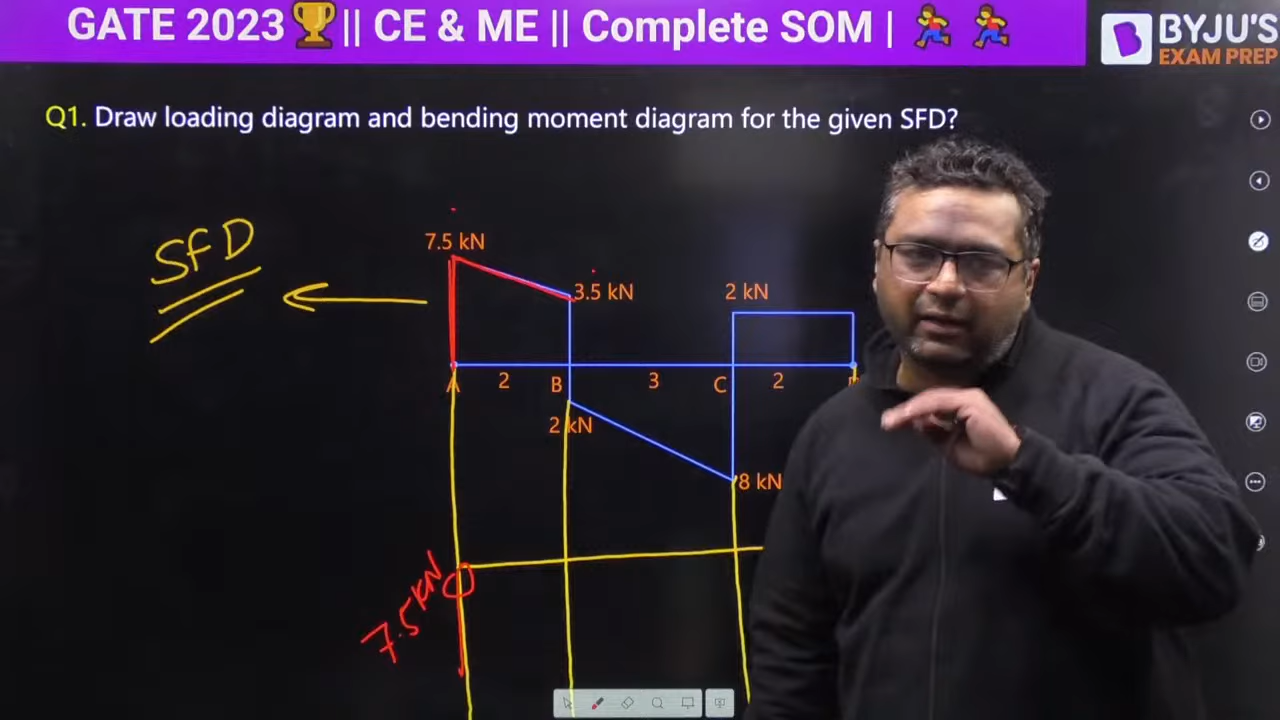 GATE 2023🏆|| CE & ME || Complete SOM | 🏃 🏃
BYJU'S
EXAM PREP
Q1. Draw loading diagram and bending moment diagram for the given SFD?
SFD
7.5 kN
3.5 kN
2 kN
A 2 B 3 C 2
2 kN
8 kN
7.5 kN